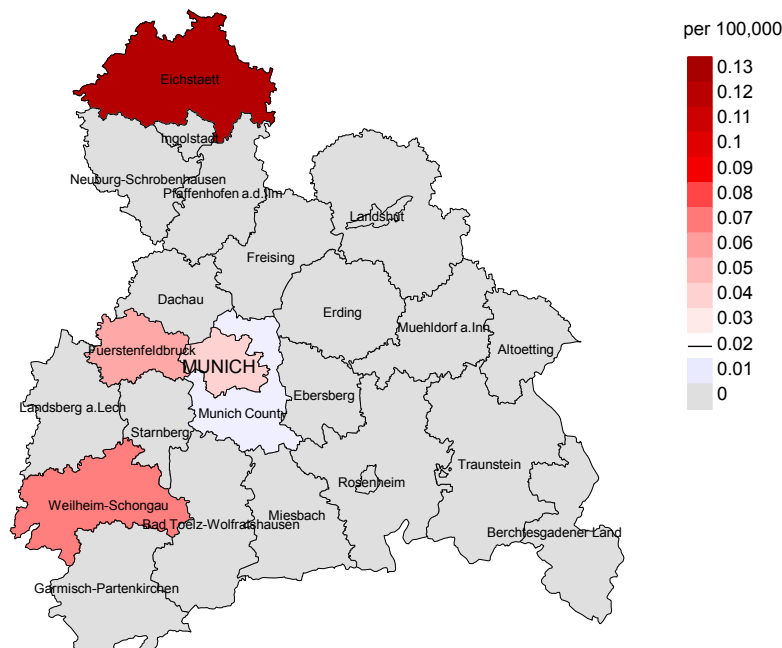 per 100,000
0.13
0.12
0.11
0.1
0.09
0.08
0.07
0.06
0.05
0.04
0.03
0.02
0.01
0
Eichstaett
Ingolstadt
Neuburg-Schrobenhausen
Pfaffenhofen a.d.Ilm
Landshut
Freising
Dachau
Erding
Muehldorf a.Inn
Altoetting
Fuerstenfeldbruck
MUNICH
Ebersberg
Landsberg a.Lech
Munich County
Starnberg
Traunstein
Rosenheim
Weilheim-Schongau
Miesbach
Bad Toelz-Wolfratshausen
Berchtesgadener Land
Garmisch-Partenkirchen